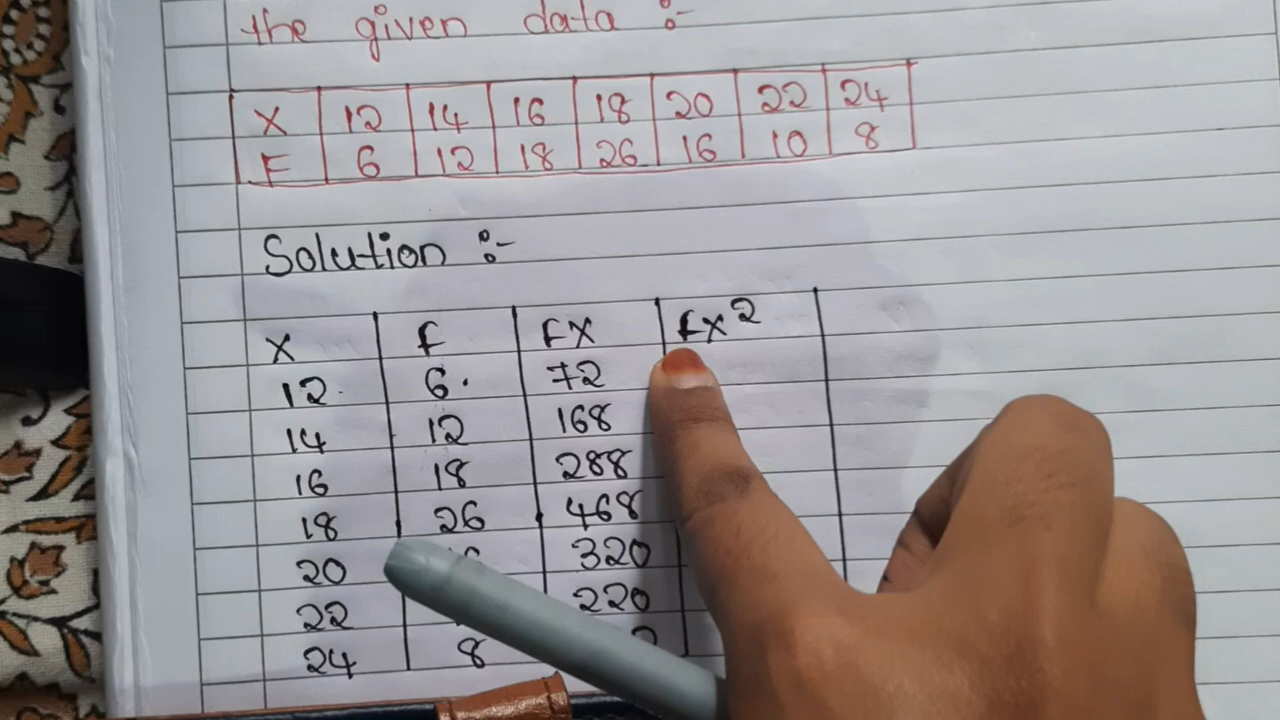 the given data :-
X 12 14 16 18 20 22 24
F 6 12 18 26 16 10 8
Solution :-
X F FX FX²
12 6 72
14 12 168
16 18 288
18 26 468
20 320
22 220
24 8